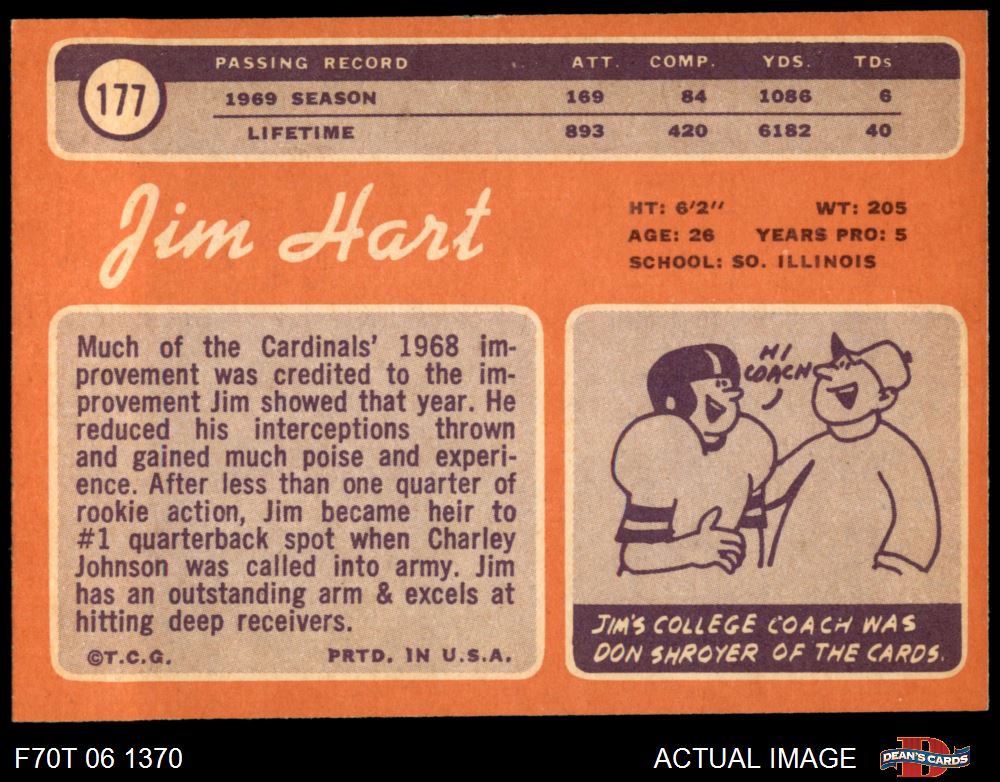 177
PASSING RECORD ATT. COMP. YDS. TDs
1969 SEASON 169 84 1086 6
LIFETIME 893 420 6182 40
Jim Hart
HT: 6'2" WT: 205
AGE: 26 YEARS PRO: 5
SCHOOL: SO. ILLINOIS
Much of the Cardinals' 1968 im-
provement was credited to the im-
provement Jim showed that year. He
reduced his interceptions thrown
and gained much poise and experi-
ence. After less than one quarter of
rookie action, Jim became heir to
#1 quarterback spot when Charley
Johnson was called into army. Jim
has an outstanding arm & excels at
hitting deep receivers.
©T.C.G. PRTD. IN U.S.A.
HI
COACH
JIM'S COLLEGE COACH WAS
DON SHROYER OF THE CARDS.
F70T 06 1370
ACTUAL IMAGE
DEAN'S CARDS